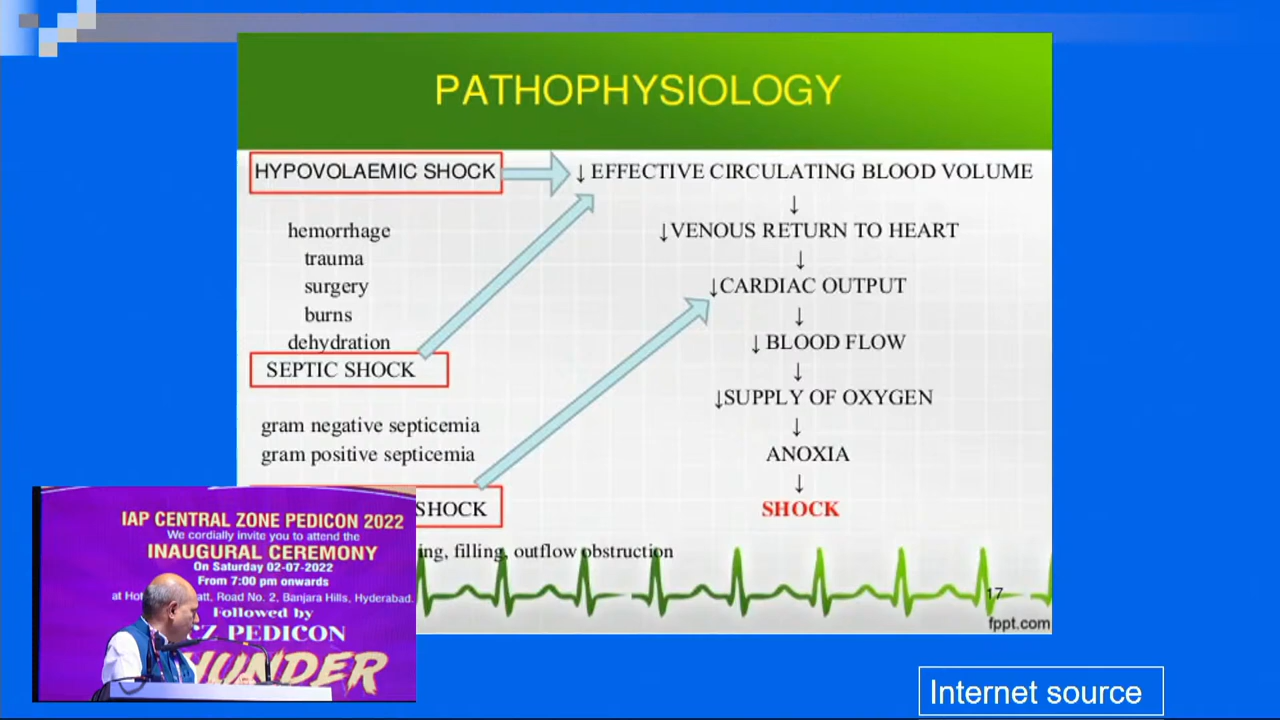 PATHOPHYSIOLOGY
HYPOVOLAEMIC SHOCK
hemorrhage
trauma
surgery
burns
dehydration
SEPTIC SHOCK
gram negative septicemia
gram positive septicemia
SHOCK
filling, outflow obstruction
↓ EFFECTIVE CIRCULATING BLOOD VOLUME
↓
↓VENOUS RETURN TO HEART
↓
↓CARDIAC OUTPUT
↓
↓ BLOOD FLOW
↓
↓SUPPLY OF OXYGEN
↓
ANOXIA
↓
SHOCK
17
fppt.com
IAP CENTRAL ZONE PEDICON 2022
We cordially invite you to attend the
INAUGURAL CEREMONY
On Saturday 02-07-2022
From 7:00 pm onwards
at Road No. 2, Banjara Hills, Hyderabad.
Followed by
CZ PEDICON
Internet source